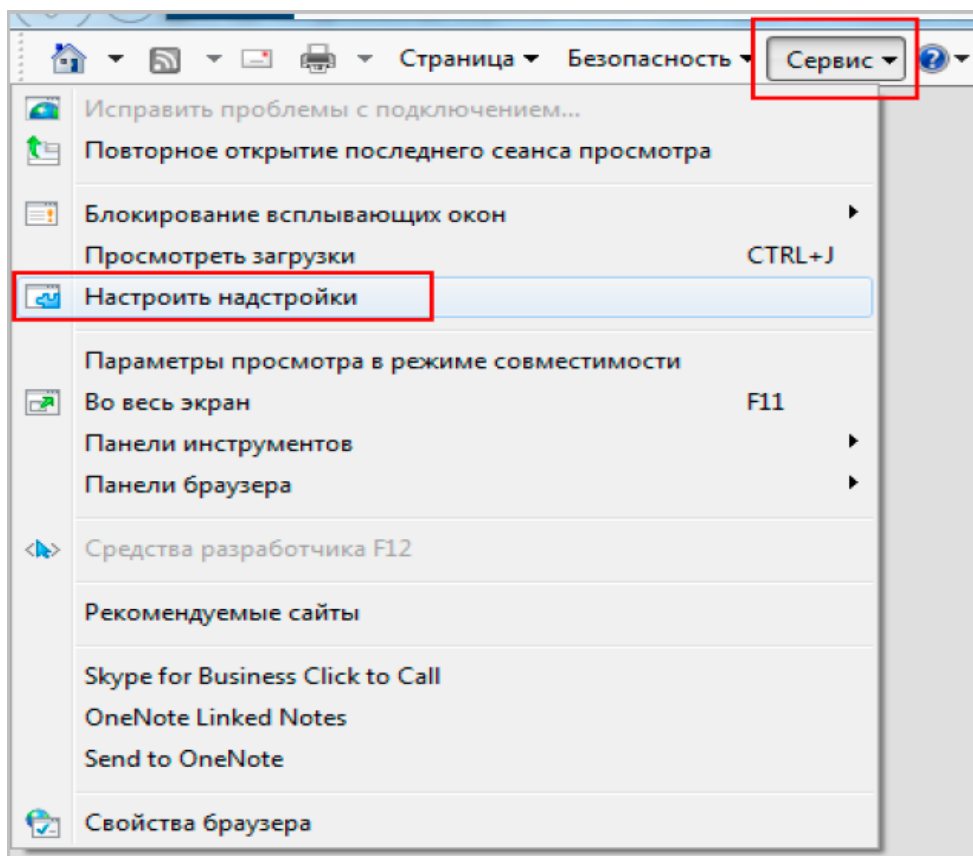 Страница Безопасность Сервис
Исправить проблемы с подключением...
Повторное открытие последнего сеанса просмотра
Блокирование всплывающих окон
Просмотреть загрузки CTRL+J
Настроить надстройки
Параметры просмотра в режиме совместимости
Во весь экран F11
Панели инструментов
Панели браузера
Средства разработчика F12
Рекомендуемые сайты
Skype for Business Click to Call
OneNote Linked Notes
Send to OneNote
Свойства браузера